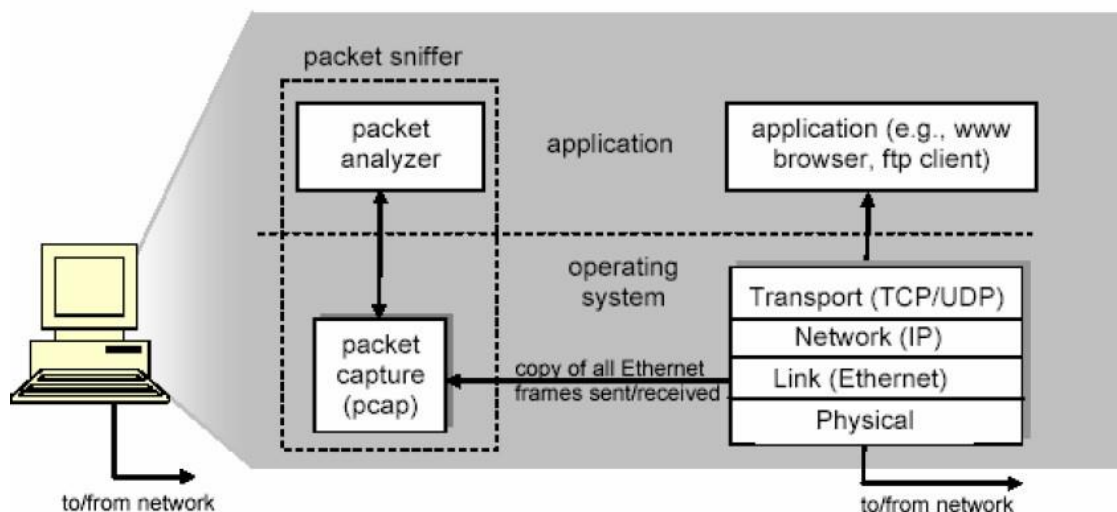 packet sniffer
packet
analyzer
application
application (e.g., www
browser, ftp client)
operating
system
packet
capture
(pcap)
copy of all Ethernet
frames sent/received
Transport (TCP/UDP)
Network (IP)
Link (Ethernet)
Physical
to/from network
to/from network